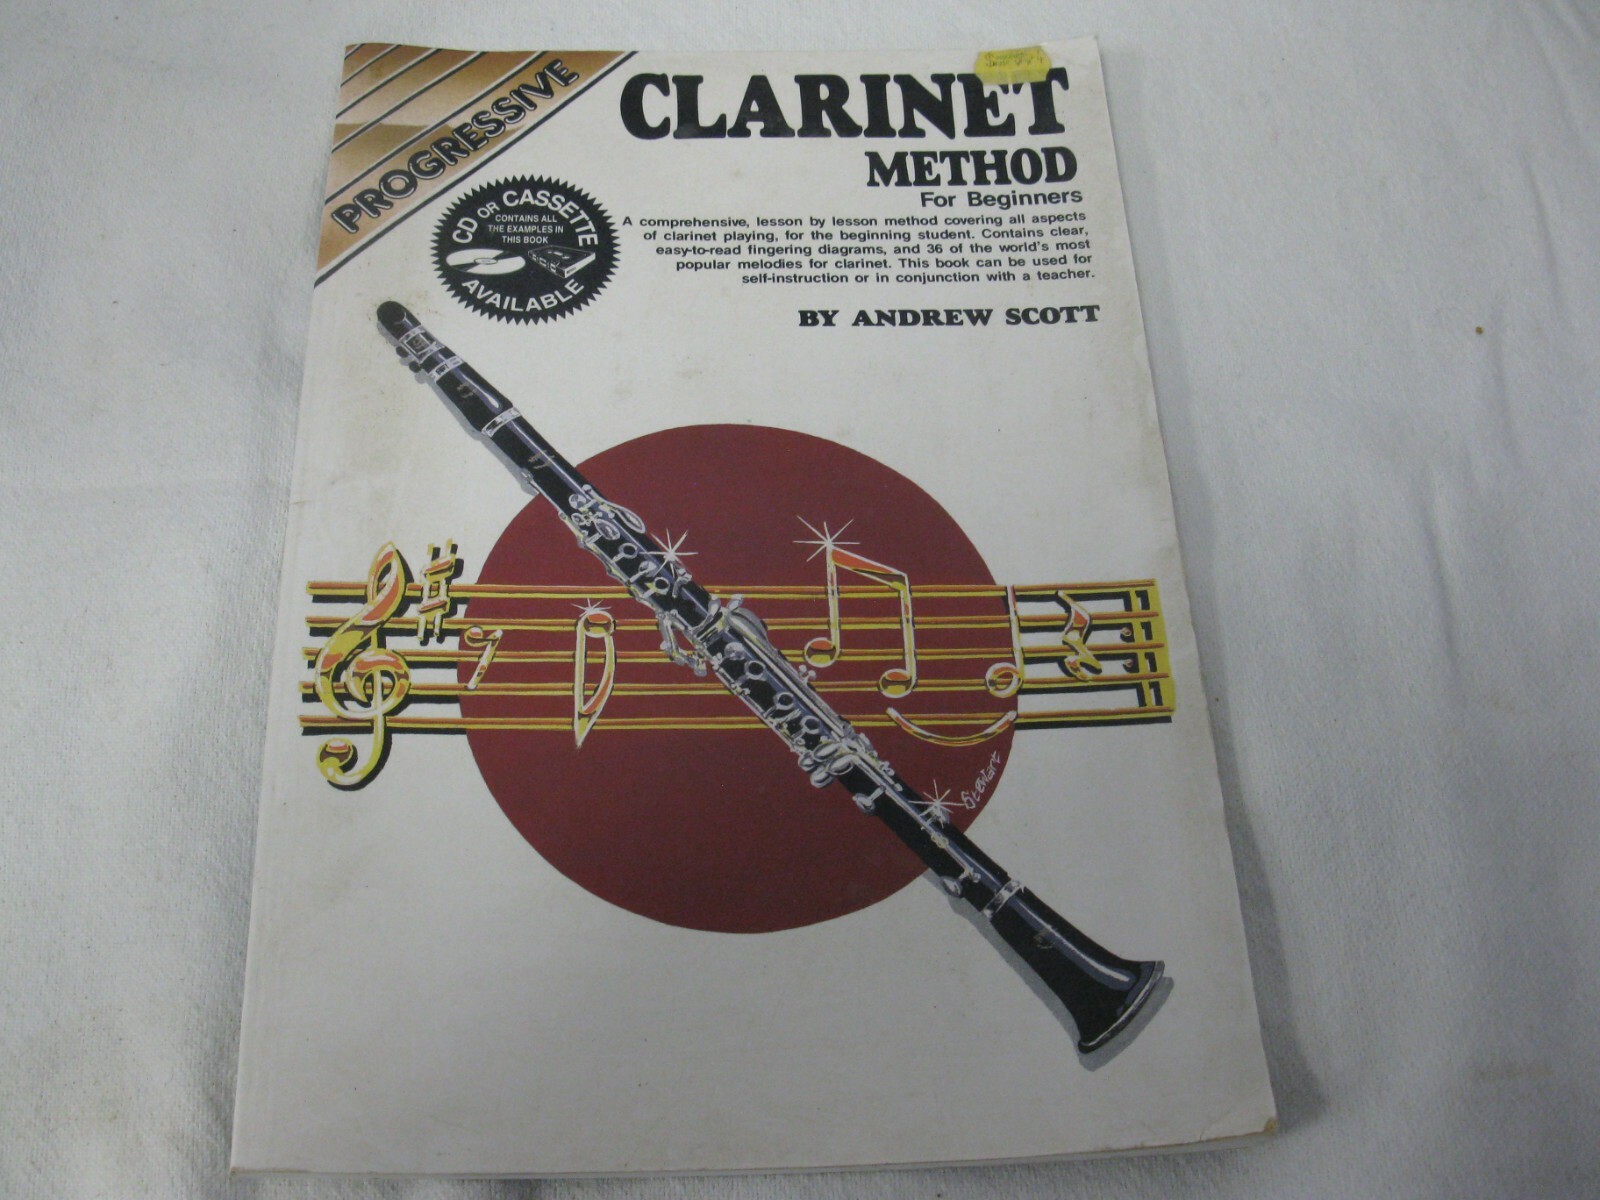 PROGRESSIVE
CLARINET
METHOD
For Beginners
A comprehensive, lesson by lesson method covering all aspects
of clarinet playing, for the beginning student. Contains clear,
easy-to-read fingering diagrams, and 36 of the world's most
popular melodies for clarinet. This book can be used for
self-instruction or in conjunction with a teacher.
BY ANDREW SCOTT
CD OR CASSETTE
CONTAINS ALL
THE EXAMPLES IN
THIS BOOK
AVAILABLE
Stewart